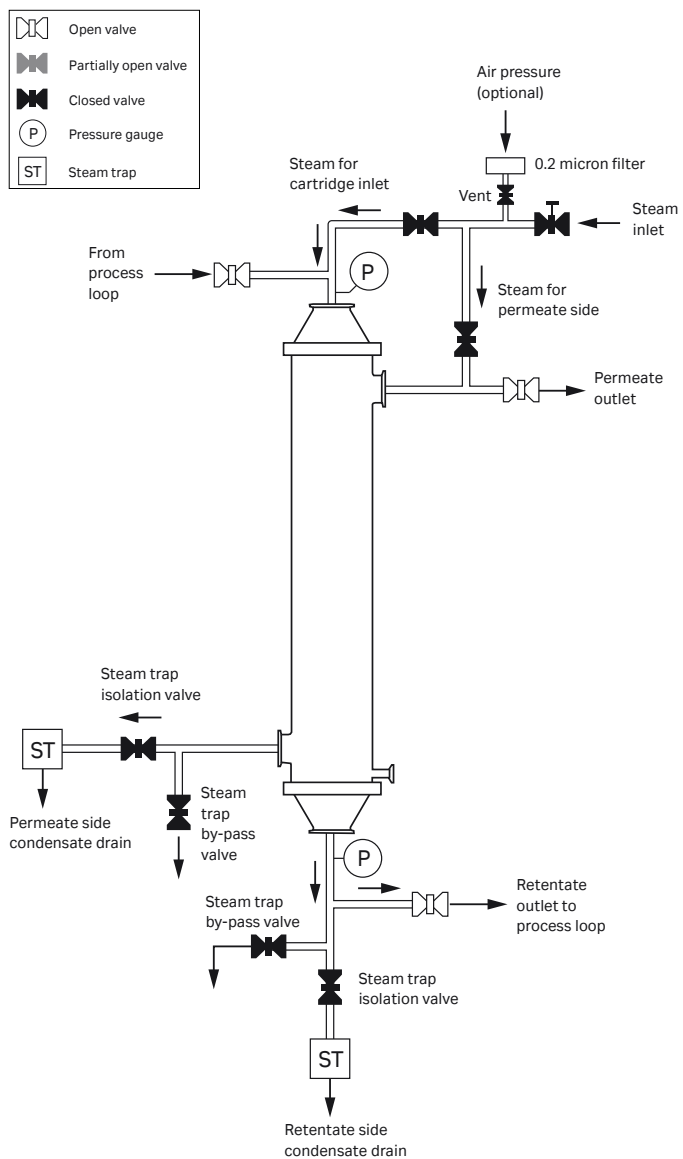 Open valve
Partially open valve
Closed valve
P
Pressure gauge
ST
Steam trap
Air pressure
(optional)
0.2 micron filter
Vent
Steam for
cartridge inlet
Steam
inlet
From
process
loop
P
Steam for
permeate side
Permeate
outlet
Steam trap
isolation valve
ST
Permeate side
condensate drain
Steam
trap
by-pass
valve
P
Steam trap
by-pass valve
Retentate
outlet to
process loop
Steam trap
isolation valve
ST
Retentate side
condensate drain